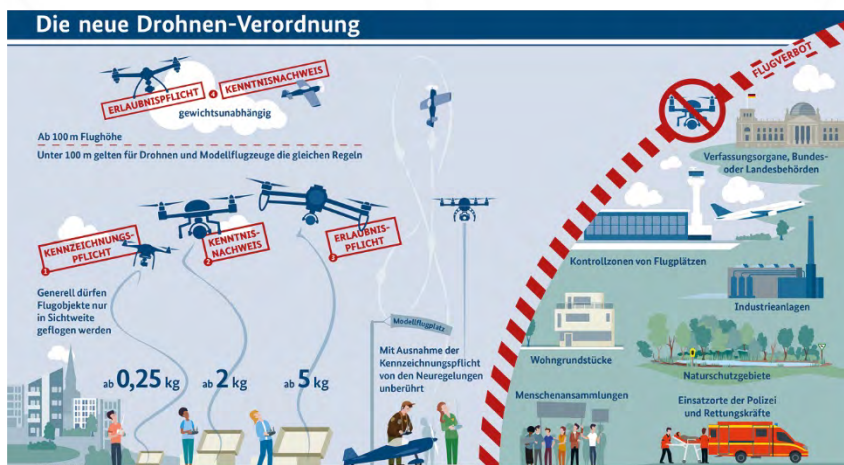 Die neue Drohnen-Verordnung
ERLAUBNISPFLICHT
4
KENNTNISNACHWEIS
gewichtsunabhängig
Ab 100 m Flughöhe
Unter 100 m gelten für Drohnen und Modellflugzeuge die gleichen Regeln
KENNZEICHNUNGS-
PFLICHT
1
KENNTNIS-
NACHWEIS
2
ERLAUBNIS-
PFLICHT
3
Generell dürfen
Flugobjekte nur
in Sichtweite
geflogen werden
ab 0,25 kg
ab 2 kg
ab 5 kg
Modellflugplatz
Mit Ausnahme der
Kennzeichnungspflicht
von den Neuregelungen
unberührt
FLUGVERBOT
Verfassungsorgane, Bundes-
oder Landesbehörden
Kontrollzonen von Flugplätzen
Industrieanlagen
Wohngrundstücke
Naturschutzgebiete
Menschenansammlungen
Einsatzorte der Polizei
und Rettungskräfte